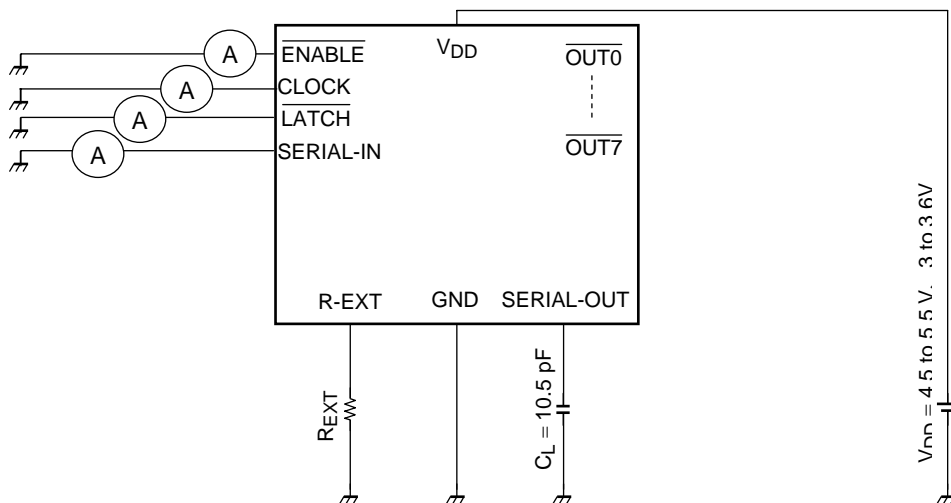 A
A
A
A
ENABLE
CLOCK
LATCH
SERIAL-IN
VDD
OUT0
OUT7
R-EXT
GND
SERIAL-OUT
REXT
CL = 10.5 pF
VDD = 4.5 to 5.5 V, 3 to 3.6V